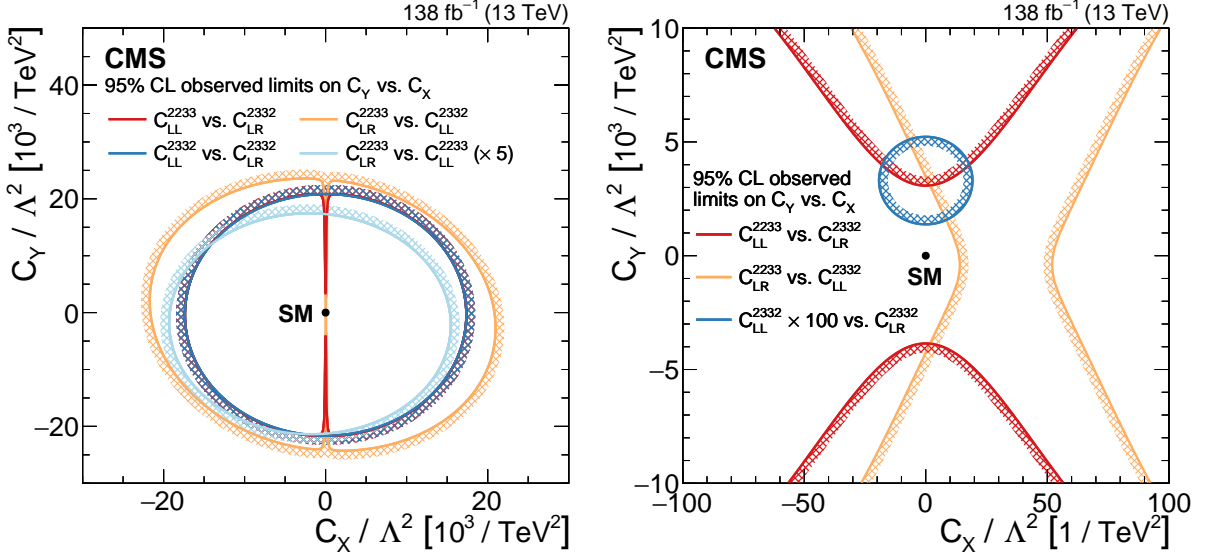 138 fb⁻¹ (13 TeV)
CMS
95% CL observed limits on C_Y vs. C_X
C_LL^2233 vs. C_LR^2332
C_LR^2233 vs. C_LL^2332
C_LL^2332 vs. C_LR^2332
C_LR^2233 vs. C_LL^2233 (× 5)
SM
40
20
0
−20
−20 0 20
C_Y / Λ² [10³ / TeV²]
C_X / Λ² [10³ / TeV²]
138 fb⁻¹ (13 TeV)
CMS
95% CL observed
limits on C_Y vs. C_X
C_LL^2233 vs. C_LR^2332
C_LR^2233 vs. C_LL^2332
C_LL^2332 × 100 vs. C_LR^2332
SM
10
5
0
−5
−10
−100 −50 0 50 100
C_Y / Λ² [10³ / TeV²]
C_X / Λ² [1 / TeV²]